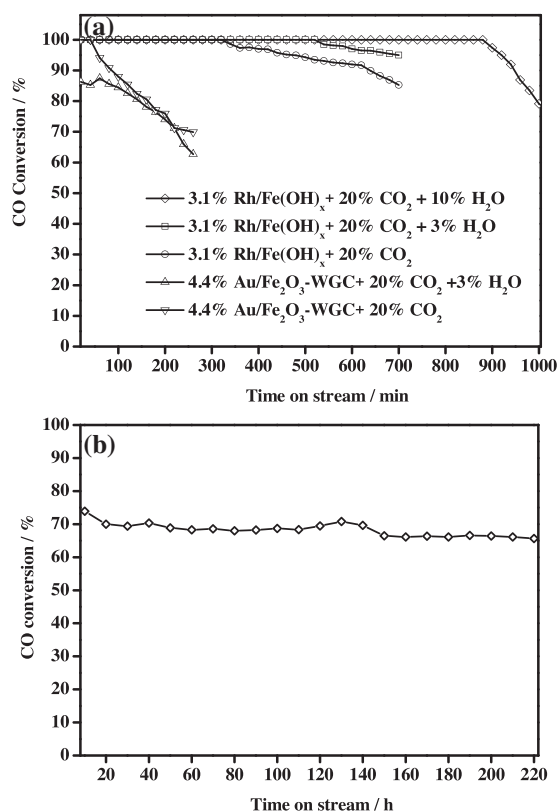 (a)
CO Conversion / %
100
90
80
70
60
50
40
30
20
10
0
3.1% Rh/Fe(OH)x+ 20% CO2 + 10% H2O
3.1% Rh/Fe(OH)x+ 20% CO2 + 3% H2O
3.1% Rh/Fe(OH)x+ 20% CO2
4.4% Au/Fe2O3-WGC+ 20% CO2 +3% H2O
4.4% Au/Fe2O3-WGC+ 20% CO2
100 200 300 400 500 600 700 800 900 1000
Time on stream / min
(b)
CO conversion / %
100
90
80
70
60
50
40
30
20
10
0
20 40 60 80 100 120 140 160 180 200 220
Time on stream / h